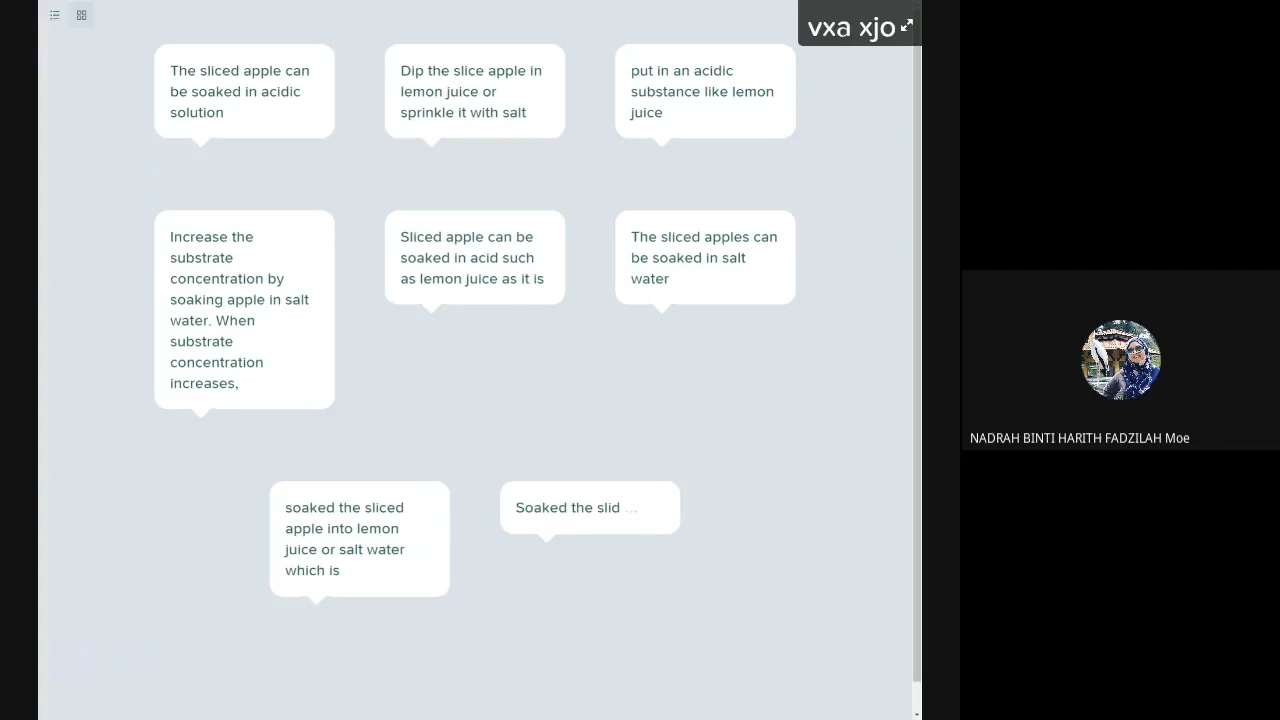 vxa xjo
The sliced apple can
be soaked in acidic
solution
Dip the slice apple in
lemon juice or
sprinkle it with salt
put in an acidic
substance like lemon
juice
Increase the
substrate
concentration by
soaking apple in salt
water. When
substrate
concentration
increases,
Sliced apple can be
soaked in acid such
as lemon juice as it is
The sliced apples can
be soaked in salt
water
soaked the sliced
apple into lemon
juice or salt water
which is
Soaked the slid ...
NADRAH BINTI HARITH FADZILAH Moe